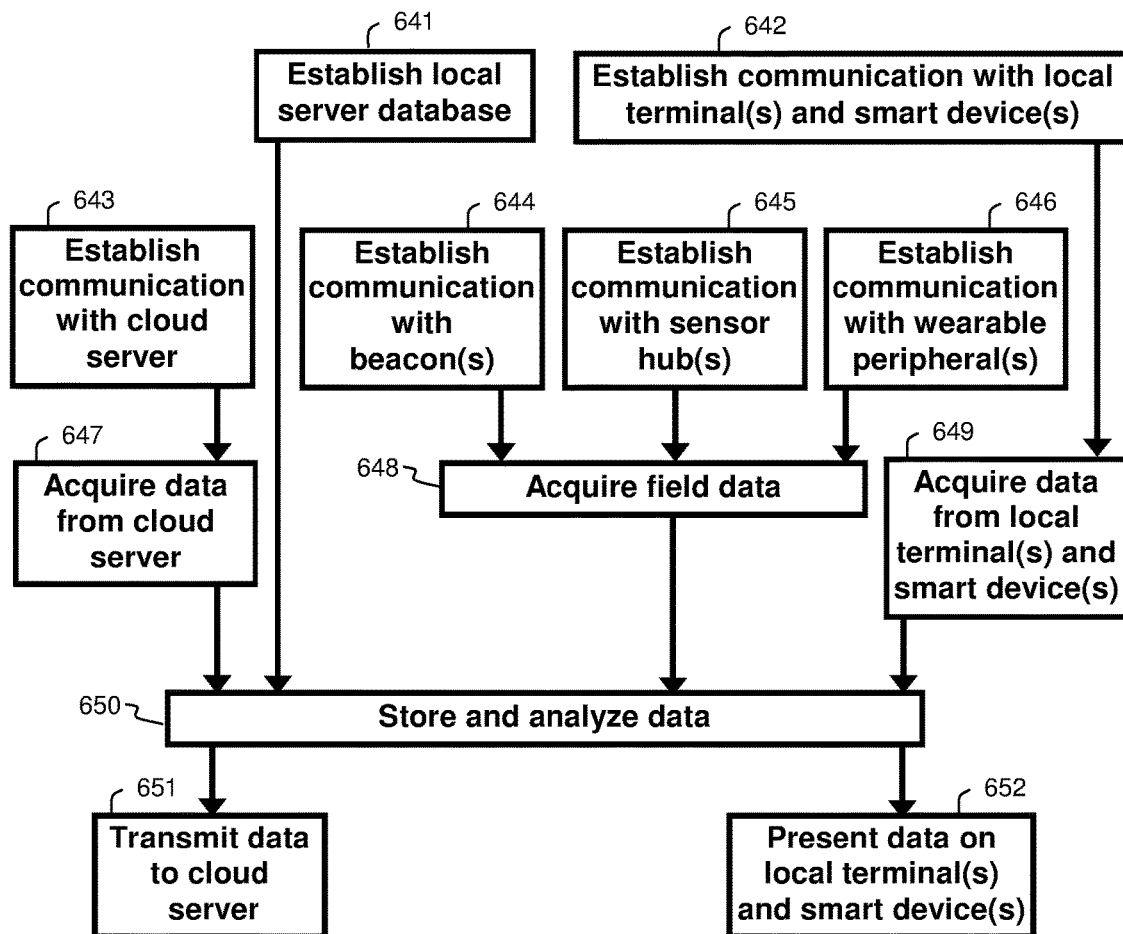 641
Establish local
server database
642
Establish communication with local
terminal(s) and smart device(s)
643
Establish
communication
with cloud
server
644
Establish
communication
with
beacon(s)
645
Establish
communication
with sensor
hub(s)
646
Establish
communication
with wearable
peripheral(s)
647
Acquire data
from cloud
server
648
Acquire field data
649
Acquire data
from local
terminal(s) and
smart device(s)
650
Store and analyze data
651
Transmit data
to cloud
server
652
Present data on
local terminal(s)
and smart device(s)